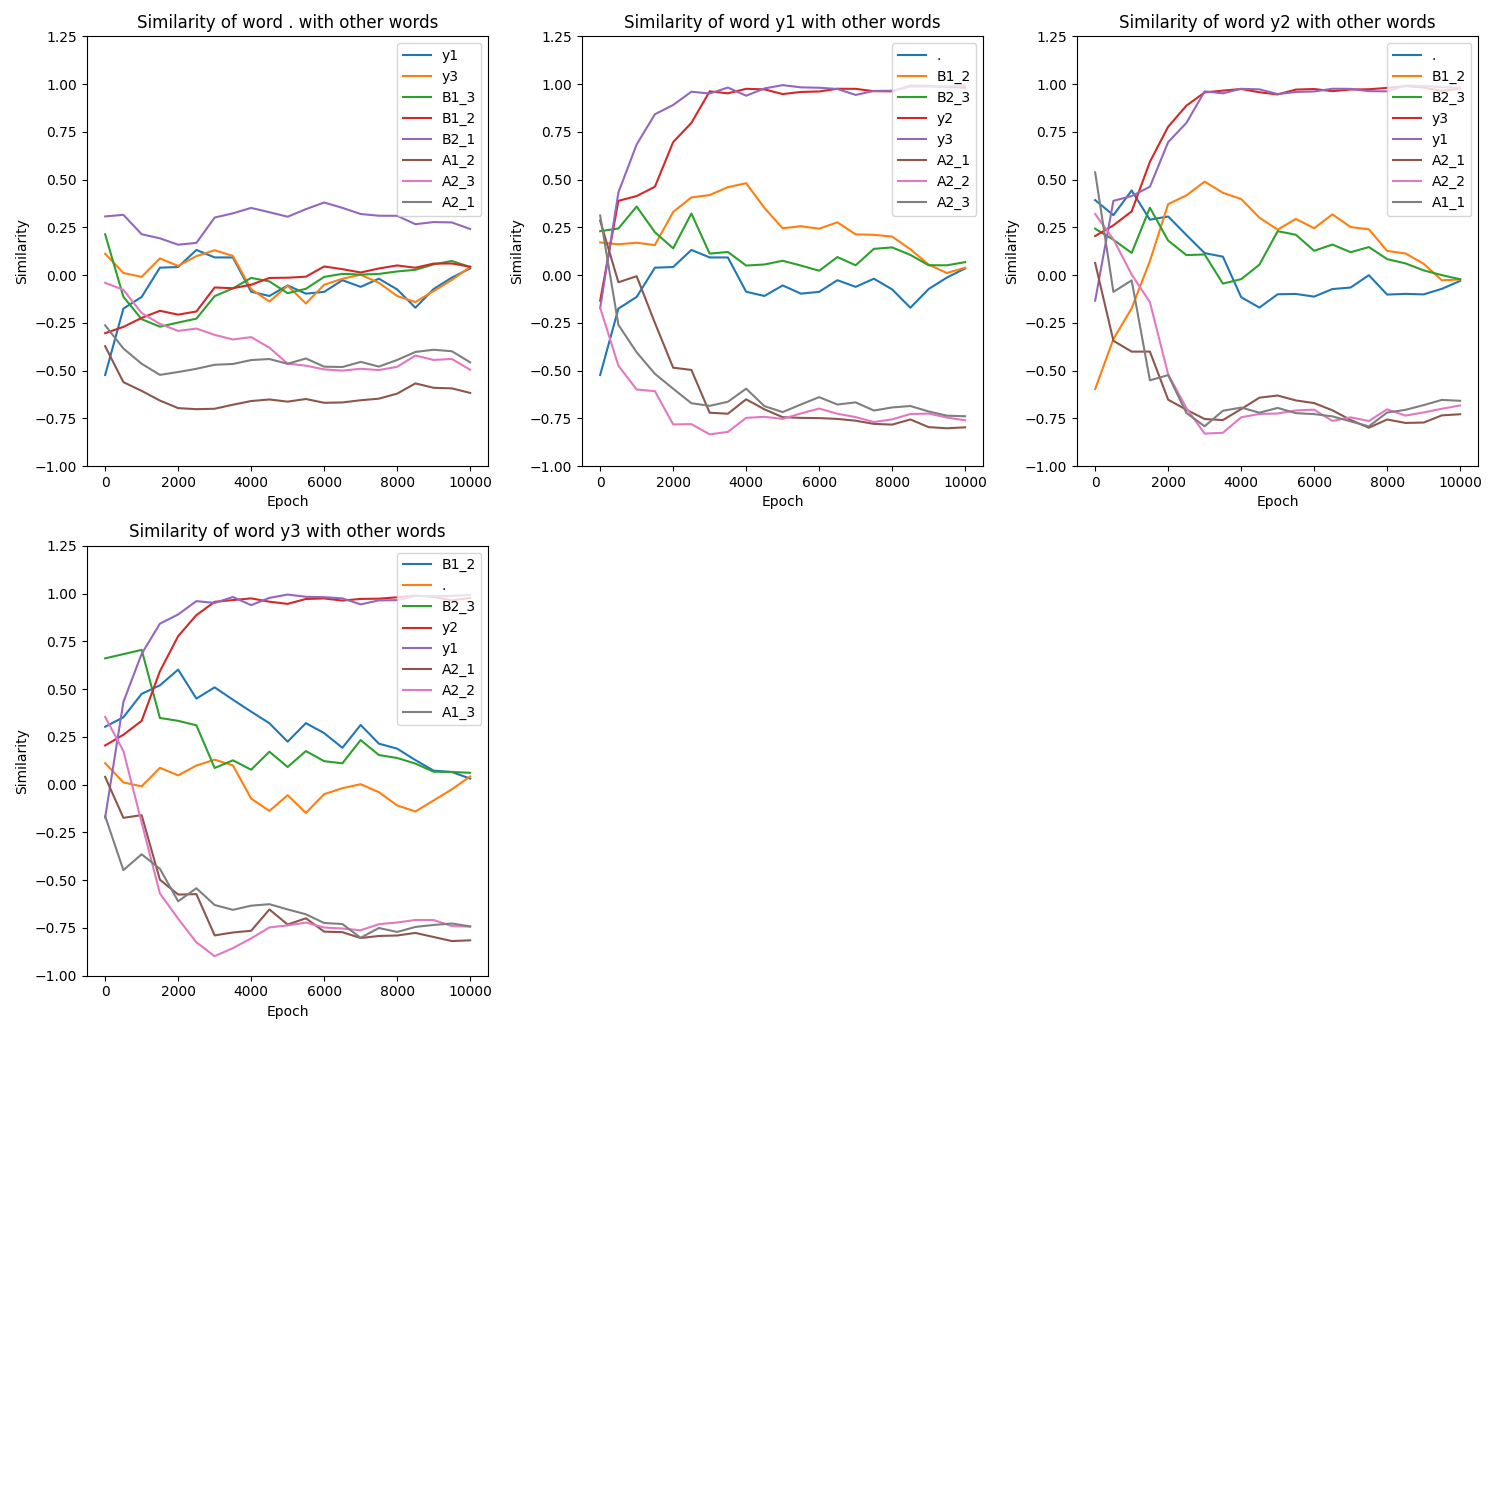 Similarity of word . with other words
1.25
1.00
0.75
0.50
0.25
0.00
−0.25
−0.50
−0.75
−1.00
Similarity
0 2000 4000 6000 8000 10000
Epoch
y1
y3
B1_3
B1_2
B2_1
A1_2
A2_3
A2_1
Similarity of word y1 with other words
1.25
1.00
0.75
0.50
0.25
0.00
−0.25
−0.50
−0.75
−1.00
Similarity
0 2000 4000 6000 8000 10000
Epoch
.
B1_2
B2_3
y2
y3
A2_1
A2_2
A2_3
Similarity of word y2 with other words
1.25
1.00
0.75
0.50
0.25
0.00
−0.25
−0.50
−0.75
−1.00
Similarity
0 2000 4000 6000 8000 10000
Epoch
.
B1_2
B2_3
y3
y1
A2_1
A2_2
A1_1
Similarity of word y3 with other words
1.25
1.00
0.75
0.50
0.25
0.00
−0.25
−0.50
−0.75
−1.00
Similarity
0 2000 4000 6000 8000 10000
Epoch
B1_2
.
B2_3
y2
y1
A2_1
A2_2
A1_3